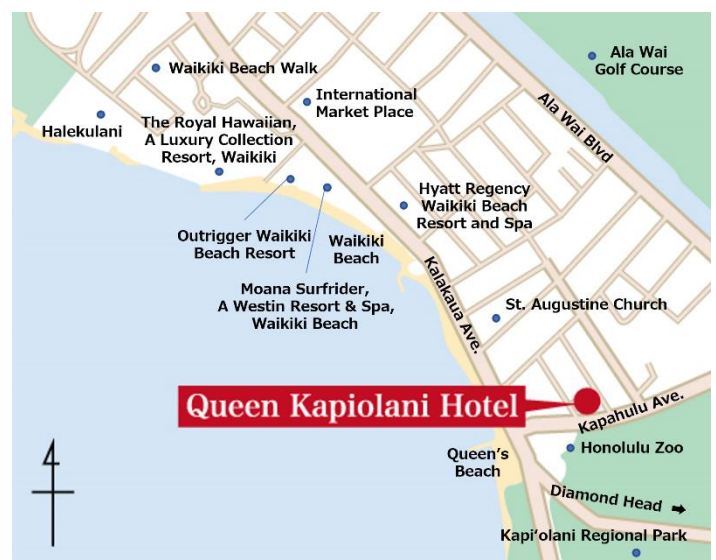 Waikiki Beach Walk
Ala Wai
Golf Course
International
Market Place
Halekulani
The Royal Hawaiian,
A Luxury Collection
Resort, Waikiki
Ala Wai Blvd
Hyatt Regency
Waikiki Beach
Resort and Spa
Outrigger Waikiki
Beach Resort
Waikiki
Beach
Moana Surfrider,
A Westin Resort & Spa,
Waikiki Beach
Kalakaua Ave.
St. Augustine Church
Queen Kapiolani Hotel
Kapahulu Ave.
Queen's
Beach
Honolulu Zoo
Diamond Head
Kapi'olani Regional Park
4